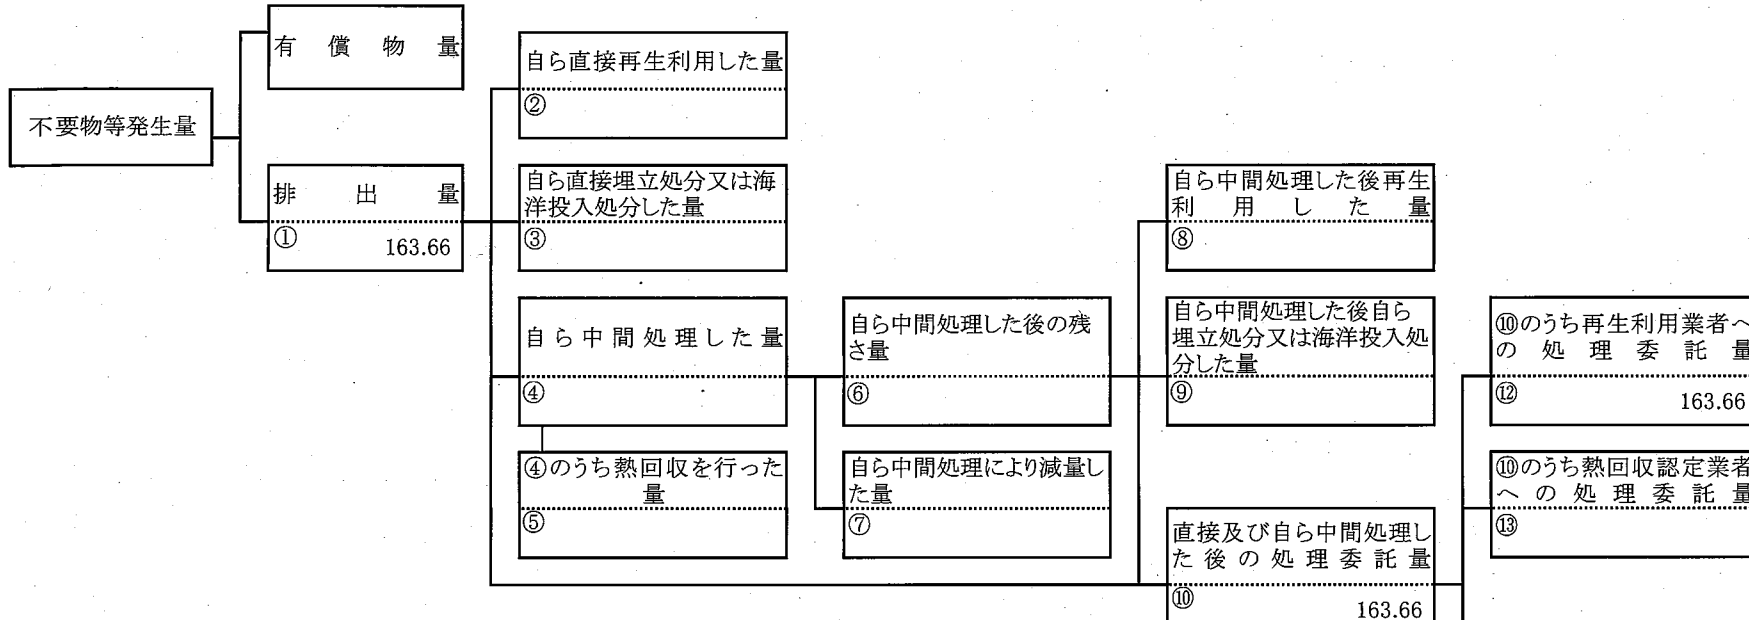 有償物量
不要物等発生量
排出量
① 163.66
自ら直接再生利用した量
②
自ら直接埋立処分又は海
洋投入処分した量
③
自ら中間処理した量
④
④のうち熱回収を行った
量
⑤
自ら中間処理した後の残
さ量
⑥
自ら中間処理により減量し
た量
⑦
自ら中間処理した後再生
利用した量
⑧
自ら中間処理した後自ら
埋立処分又は海洋投入処
分した量
⑨
直接及び自ら中間処理し
た後の処理委託量
⑩ 163.66
⑩のうち再生利用業者へ
の処理委託量
⑫ 163.66
⑩のうち熱回収認定業者
への処理委託量
⑬